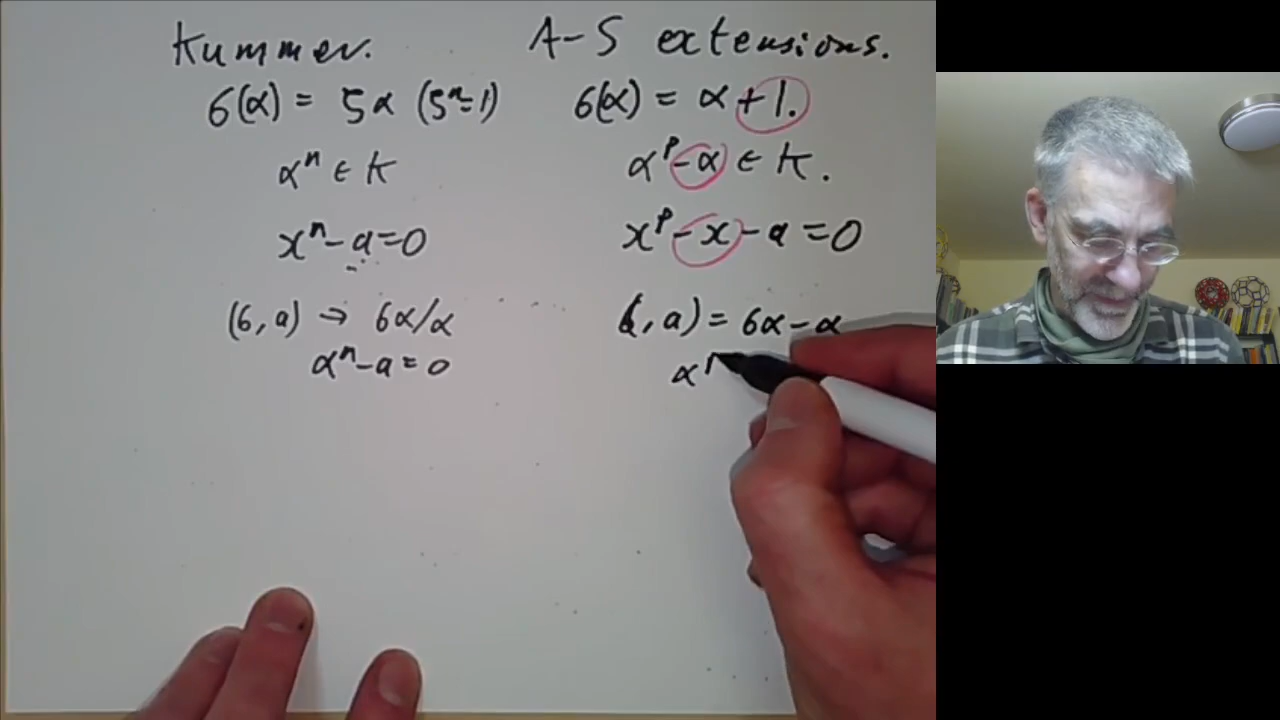 Kummer.
σ(α) = ζα (ζⁿ=1)
αⁿ ∈ K
xⁿ - a = 0
(σ, a) → σα/α
αⁿ - a = 0
A-S extensions.
σ(α) = α + 1.
αᵖ - α ∈ K.
xᵖ - x - a = 0
(σ, a) = σα - α
α